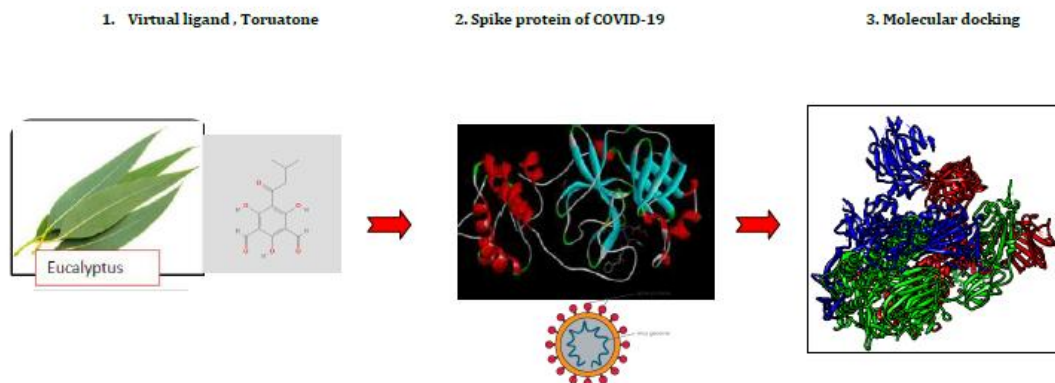 1. Virtual ligand , Toruatone
2. Spike protein of COVID-19
3. Molecular docking
Eucalyptus